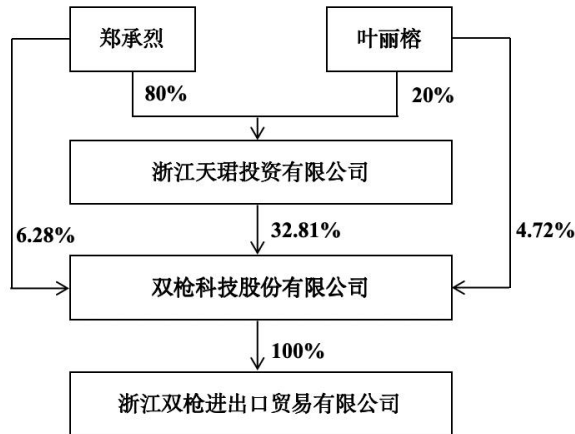 郑承烈
叶丽榕
80%
20%
浙江天珺投资有限公司
6.28%
32.81%
4.72%
双枪科技股份有限公司
100%
浙江双枪进出口贸易有限公司